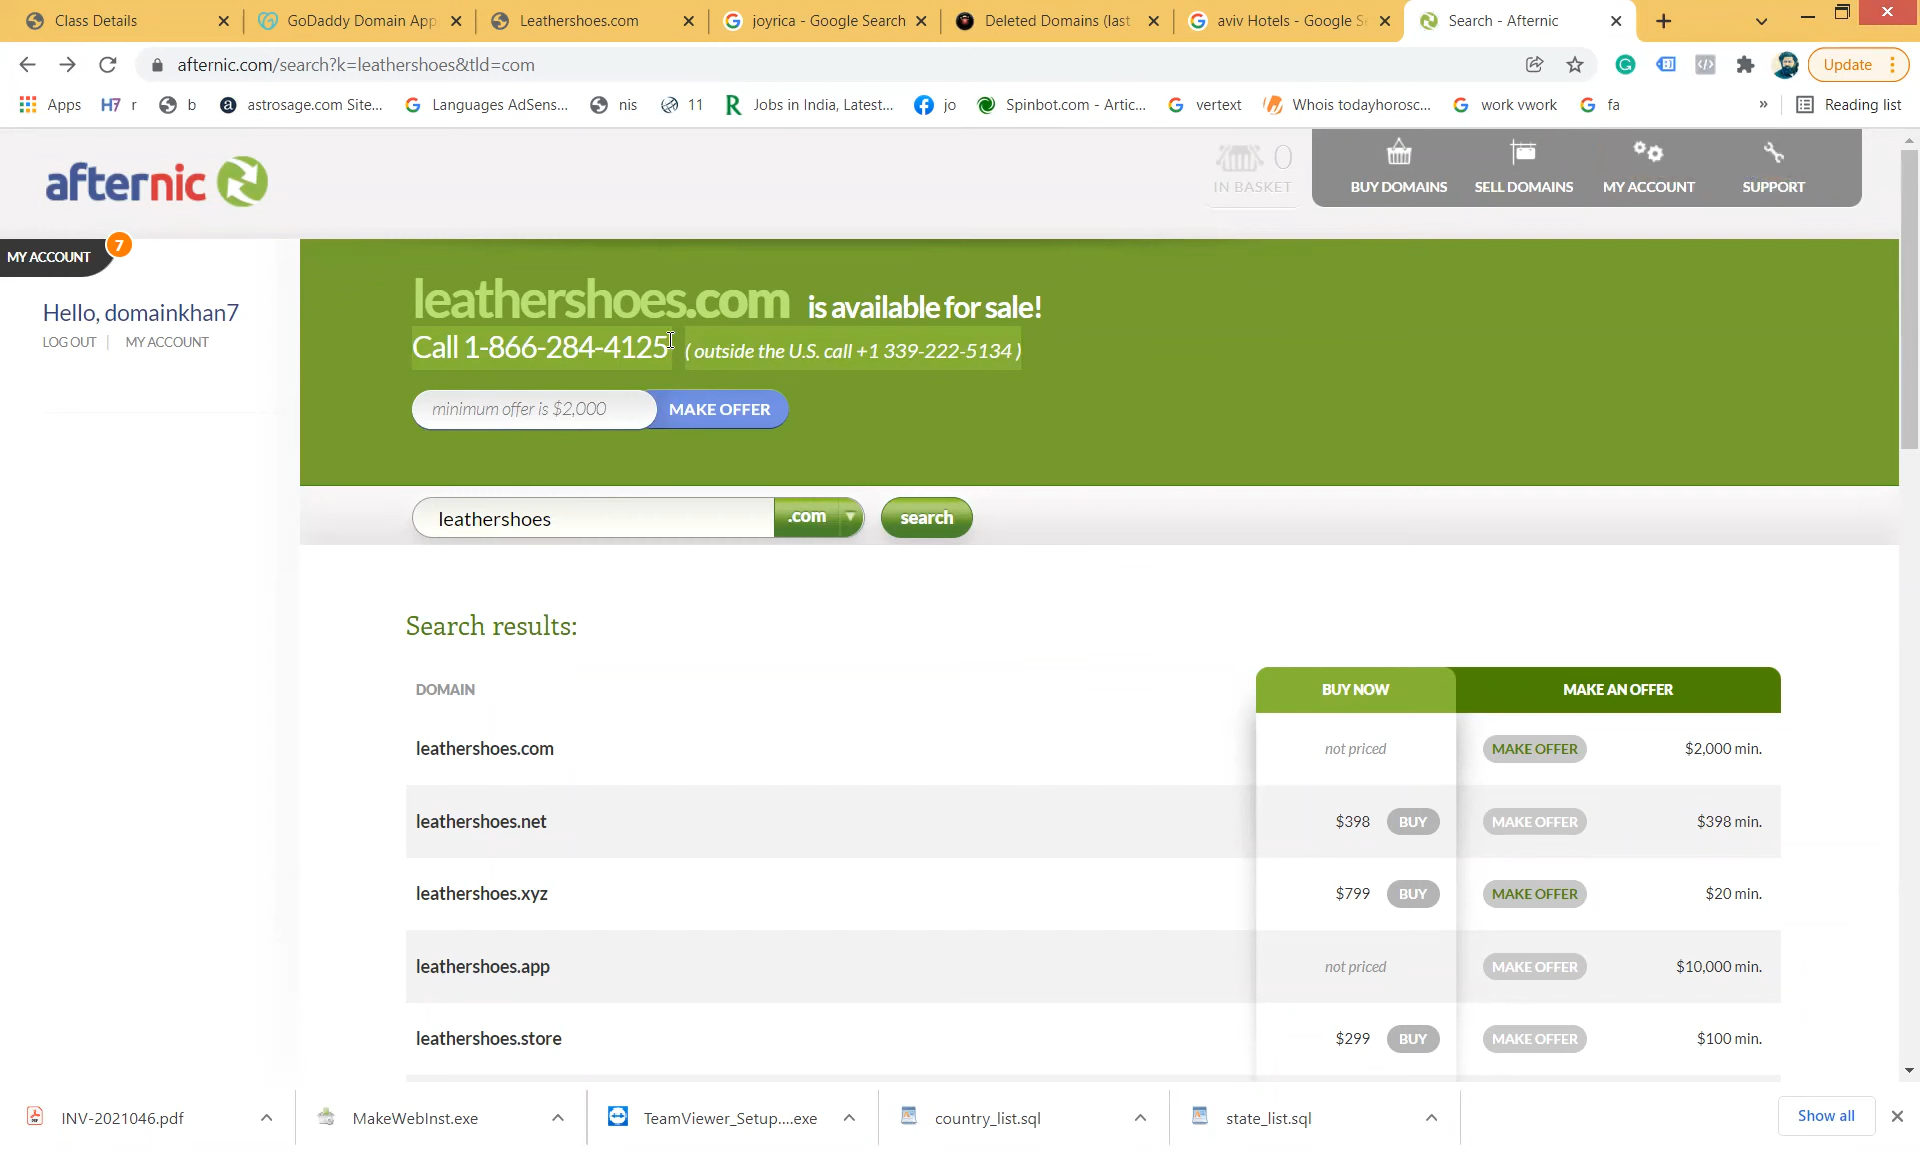 Class Details
GoDaddy Domain App
Leathershoes.com
joyrica - Google Search
Deleted Domains (last
aviv Hotels - Google Se
Search - Afternic
afternic.com/search?k=leathershoes&tld=com
Update
Apps
H7 r
b
astrosage.com Site...
Languages AdSens...
nis
11
Jobs in India, Latest...
jo
Spinbot.com - Artic...
vertext
Whois todayhorosc...
work vwork
fa
»
Reading list
afternic
0
IN BASKET
BUY DOMAINS
SELL DOMAINS
MY ACCOUNT
SUPPORT
MY ACCOUNT
7
Hello, domainkhan7
LOG OUT | MY ACCOUNT
leathershoes.com is available for sale!
Call 1-866-284-4125 ( outside the U.S. call +1 339-222-5134 )
minimum offer is $2,000 MAKE OFFER
leathershoes .com search
Search results:
DOMAIN BUY NOW MAKE AN OFFER
leathershoes.com not priced MAKE OFFER $2,000 min.
leathershoes.net $398 BUY MAKE OFFER $398 min.
leathershoes.xyz $799 BUY MAKE OFFER $20 min.
leathershoes.app not priced MAKE OFFER $10,000 min.
leathershoes.store $299 BUY MAKE OFFER $100 min.
INV-2021046.pdf
MakeWebInst.exe
TeamViewer_Setup....exe
country_list.sql
state_list.sql
Show all